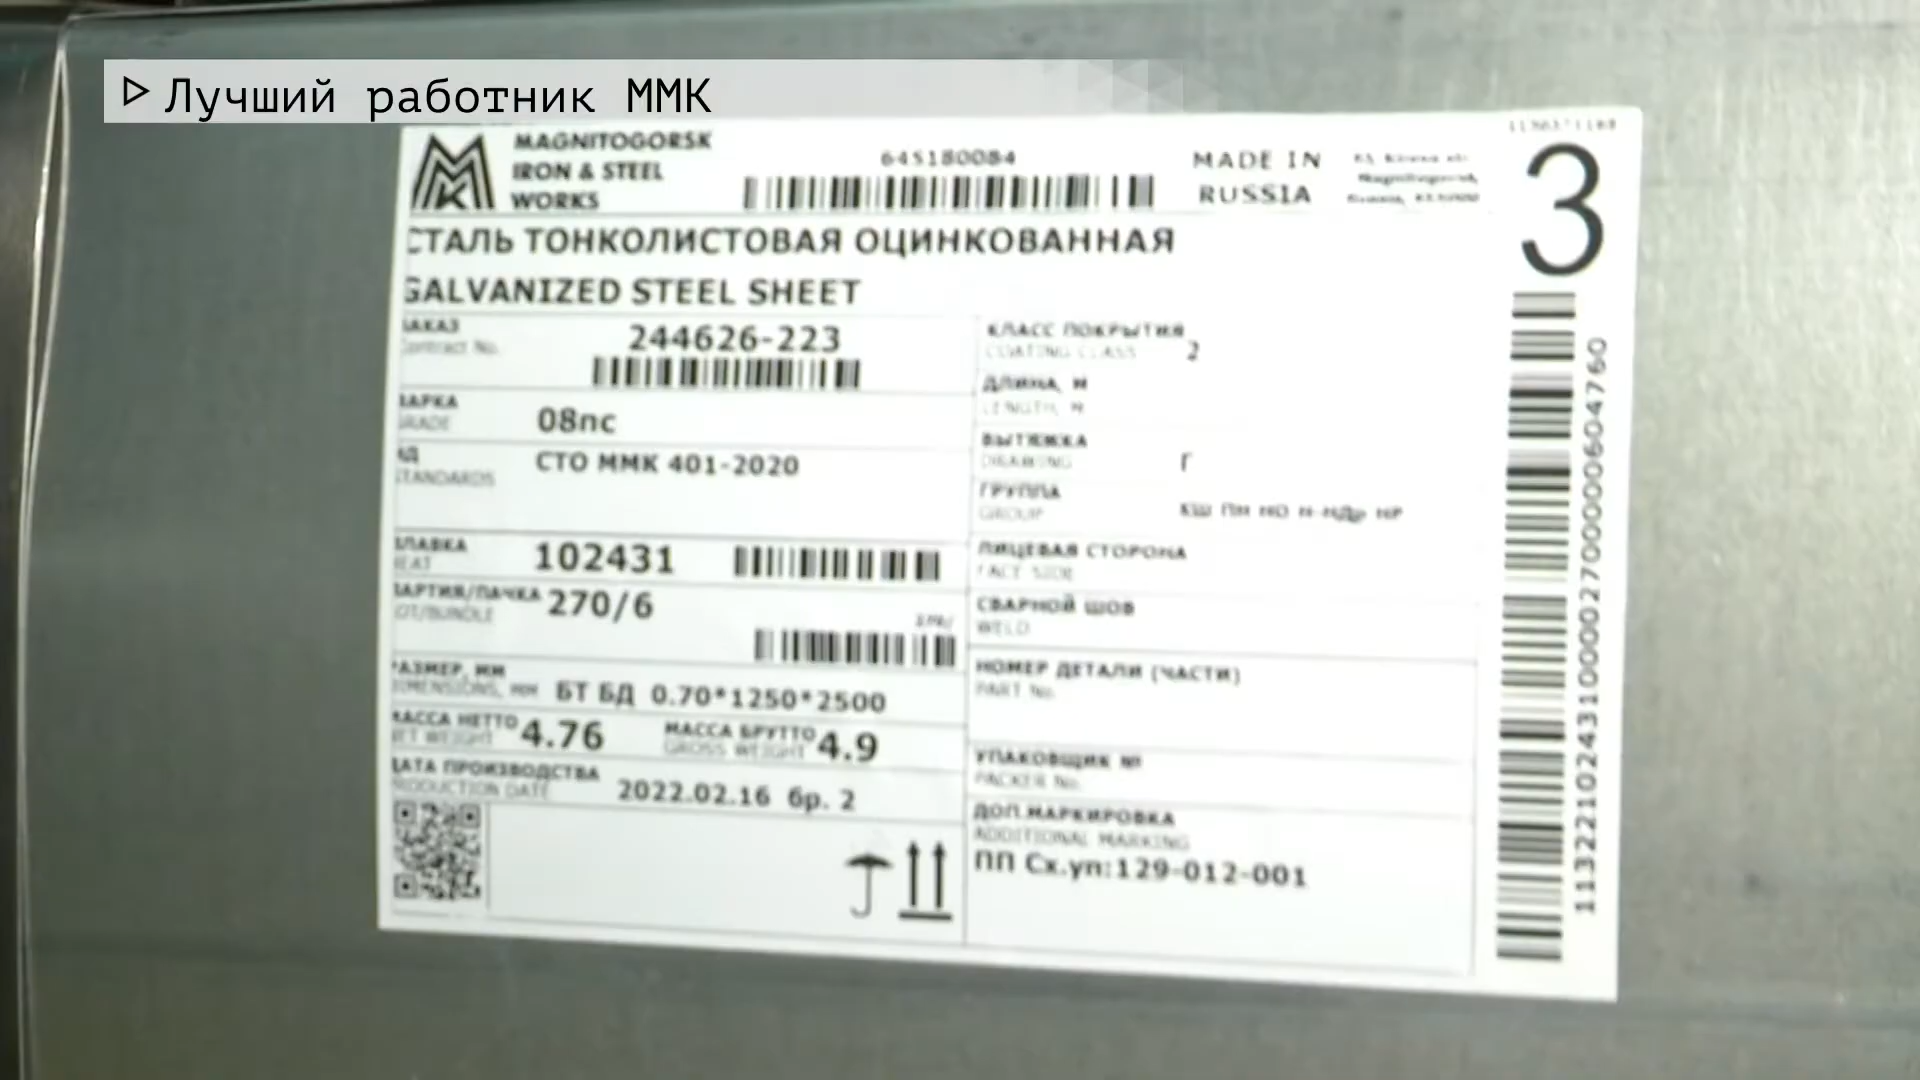 Лучший работник ММК
MAGNITOGORSK
IRON & STEEL
WORKS
645180084
MADE IN
RUSSIA
3
СТАЛЬ ТОНКОЛИСТОВАЯ ОЦИНКОВАННАЯ
GALVANIZED STEEL SHEET
ЗАКАЗ
Contract No.
244626-223
МАРКА
GRADE
08пс
НД
STANDARDS
СТО ММК 401-2020
ПЛАВКА
HEAT
102431
ПАРТИЯ/ПАЧКА
LOT/BUNDLE
270/6
РАЗМЕР, ММ
DIMENSIONS, мм
БТ БД 0.70*1250*2500
МАССА НЕТТО
NET WEIGHT
4.76
МАССА БРУТТО
GROSS WEIGHT
4.9
ДАТА ПРОИЗВОДСТВА
PRODUCTION DATE
2022.02.16 бр. 2
КЛАСС ПОКРЫТИЯ
COATING CLASS
2
ДЛИНА, М
LENGTH, М
ВЫТЯЖКА
DRAWING
Г
ГРУППА
GROUP
КШ ПН НО
ЛИЦЕВАЯ СТОРОНА
FACE SIDE
СВАРНОЙ ШОВ
WELD
НОМЕР ДЕТАЛИ (ЧАСТИ)
PART No.
УПАКОВЩИК №
PACKER No.
ДОП.МАРКИРОВКА
ADDITIONAL MARKING
ПП Сх.уп:129-012-001